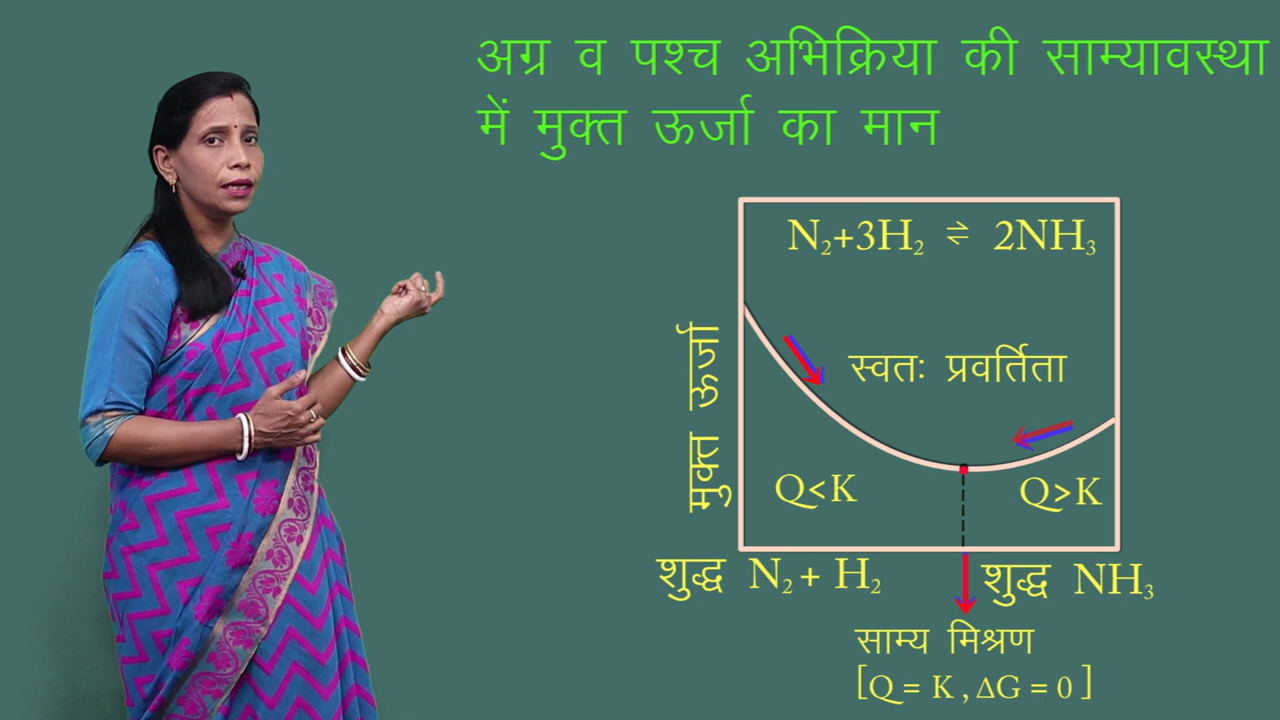 अग्र व पश्च अभिक्रिया की साम्यावस्था
में मुक्त ऊर्जा का मान
N₂+3H₂ ⇌ 2NH₃
मुक्त ऊर्जा
स्वतः प्रवर्तिता
Q<K
Q>K
शुद्ध N₂+ H₂
शुद्ध NH₃
साम्य मिश्रण
[Q = K , ΔG = 0 ]